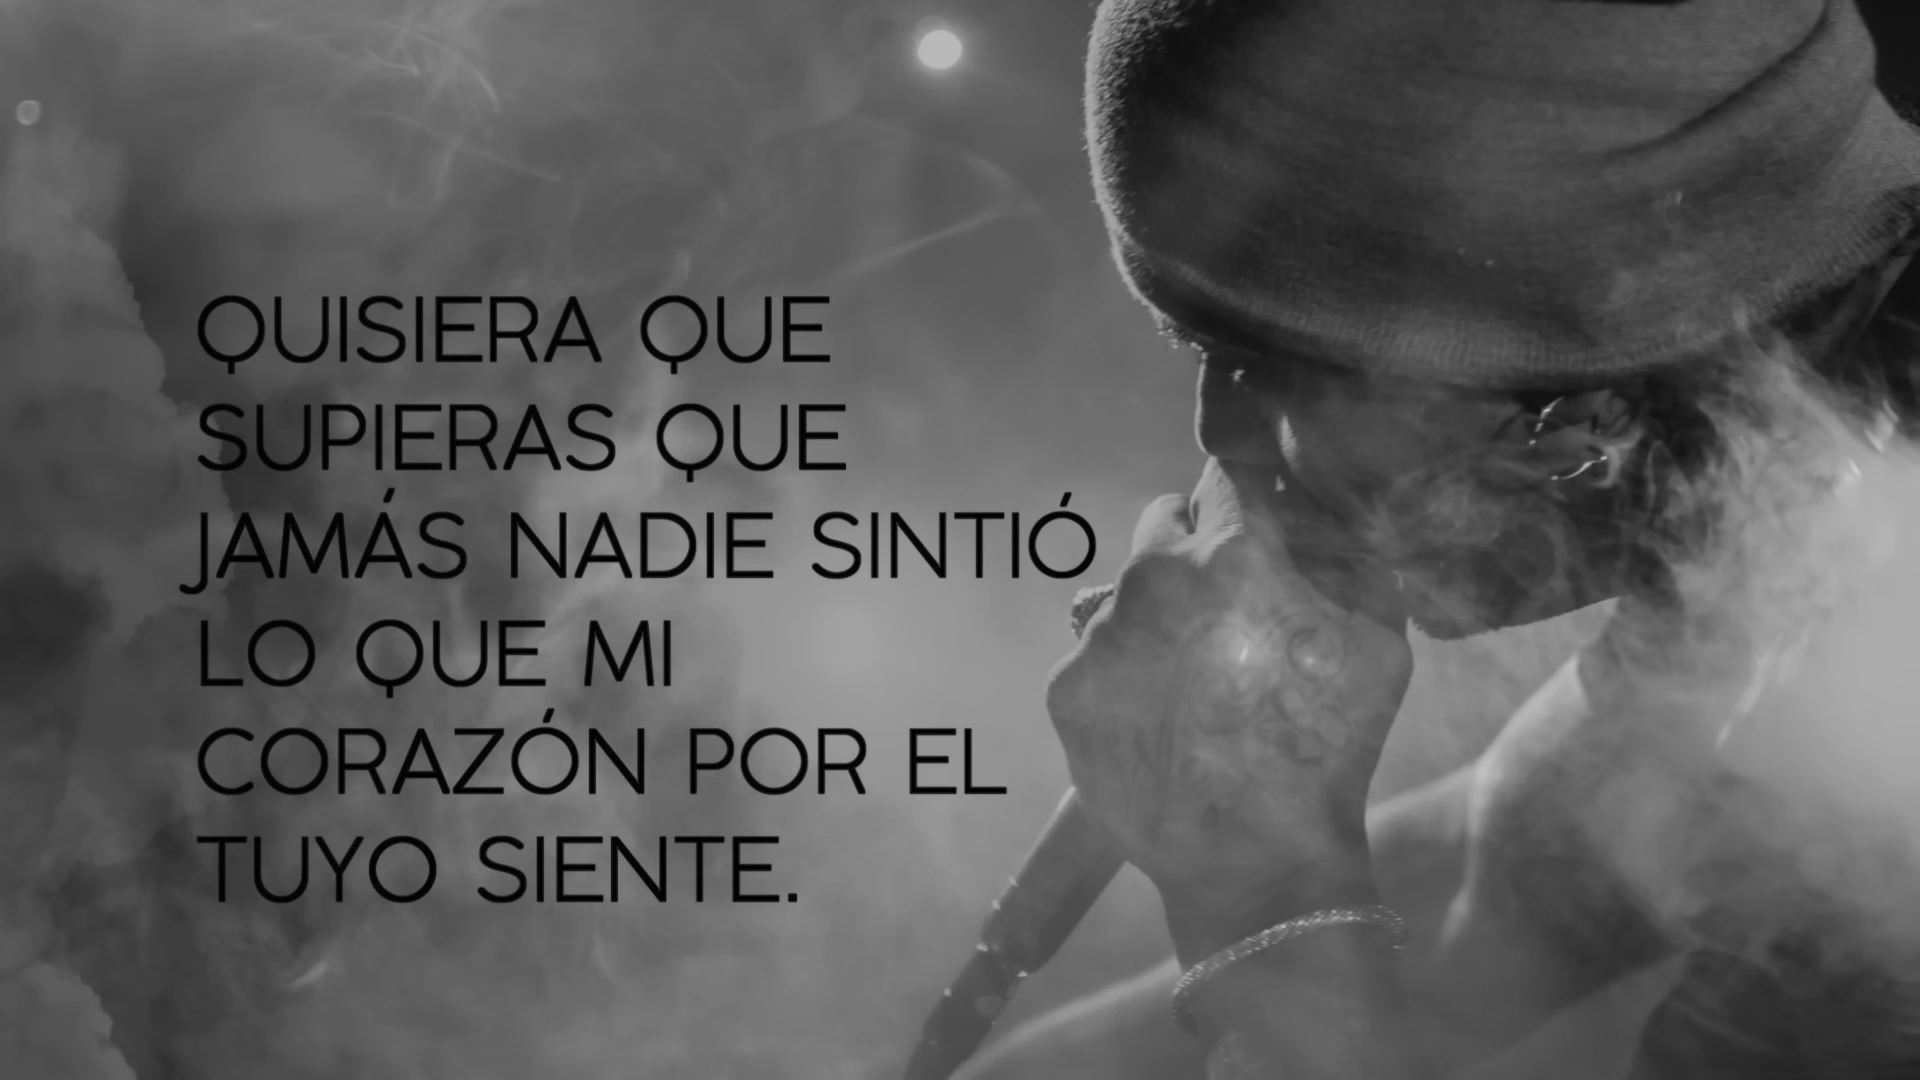 QUISIERA QUE
SUPIERAS QUE
JAMÁS NADIE SINTIÓ
LO QUE MI
CORAZÓN POR EL
TUYO SIENTE.